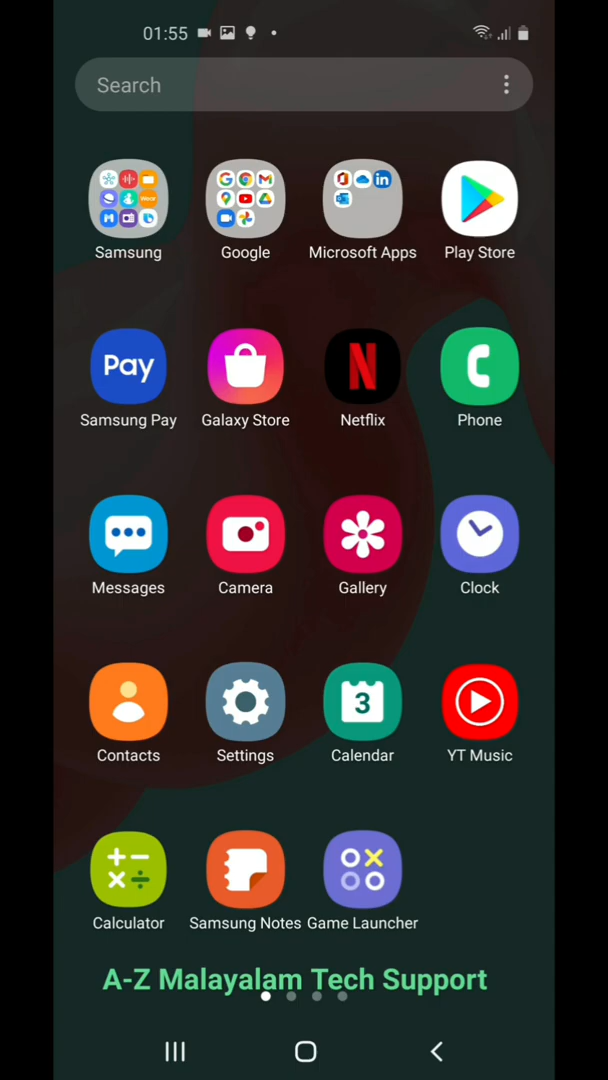 01:55
Search
Samsung Google Microsoft Apps Play Store
Pay
Samsung Pay Galaxy Store Netflix Phone
Messages Camera Gallery Clock
3
Contacts Settings Calendar YT Music
Calculator Samsung Notes Game Launcher
A-Z Malayalam Tech Support